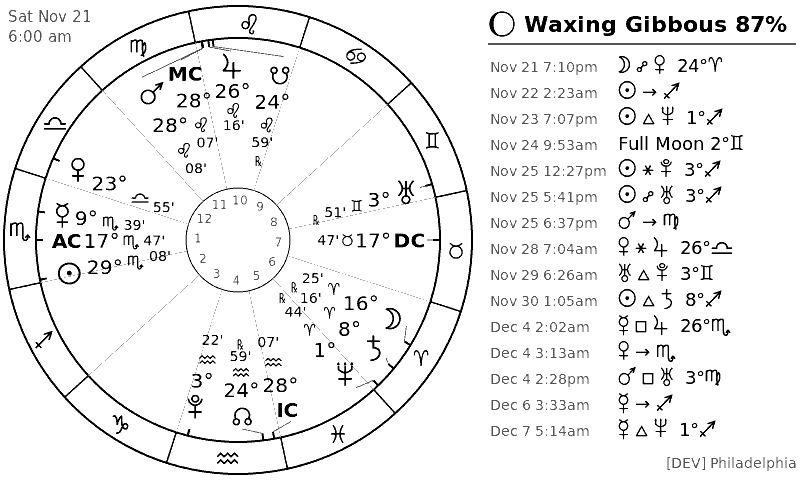 Sat Nov 21
6:00 am
☽ Waxing Gibbous 87%
Nov 21 7:10pm ☽ ☍ ♀ 24°♈
Nov 22 2:23am ☉ → ♐
Nov 23 7:07pm ☉ △ ♆ 1°♐
Nov 24 9:53am Full Moon 2°♊
Nov 25 12:27pm ☉ ⚹ ♇ 3°♐
Nov 25 5:41pm ☉ ☍ ♅ 3°♐
Nov 25 6:37pm ♂ → ♍
Nov 28 7:04am ♀ ⚹ ♃ 26°♎
Nov 29 6:26am ♅ △ ♇ 3°♊
Nov 30 1:05am ☉ △ ♄ 8°♐
Dec 4 2:02am ☿ □ ♃ 26°♏
Dec 4 3:13am ♀ → ♏
Dec 4 2:28pm ♂ □ ♅ 3°♍
Dec 6 3:33am ☿ → ♐
Dec 7 5:14am ☿ △ ♆ 1°♐
[DEV] Philadelphia
♌
♍
♋
♎
♊
♏
♉
♐
♈
♑
♓
♒
MC 28° ♌ 07'
♂ 28° ♌ 08'
♃ 26° ♌ 16'
☋ 24° ♌ 59' ℞
♀ 23° ♎ 55'
☿ 9° ♏ 39'
AC 17° ♏ 47'
☉ 29° ♏ 08'
♅ 3° ♊ 51' ℞
DC 17° ♉ 47'
☽ 16° ♈ 25'
♄ 8° ♈ 16' ℞
♆ 1° ♈ 44' ℞
♇ 3° ♒ 22'
☊ 24° ♒ 59' ℞
IC 28° ♒ 07'
1
2
3
4
5
6
7
8
9
10
11
12